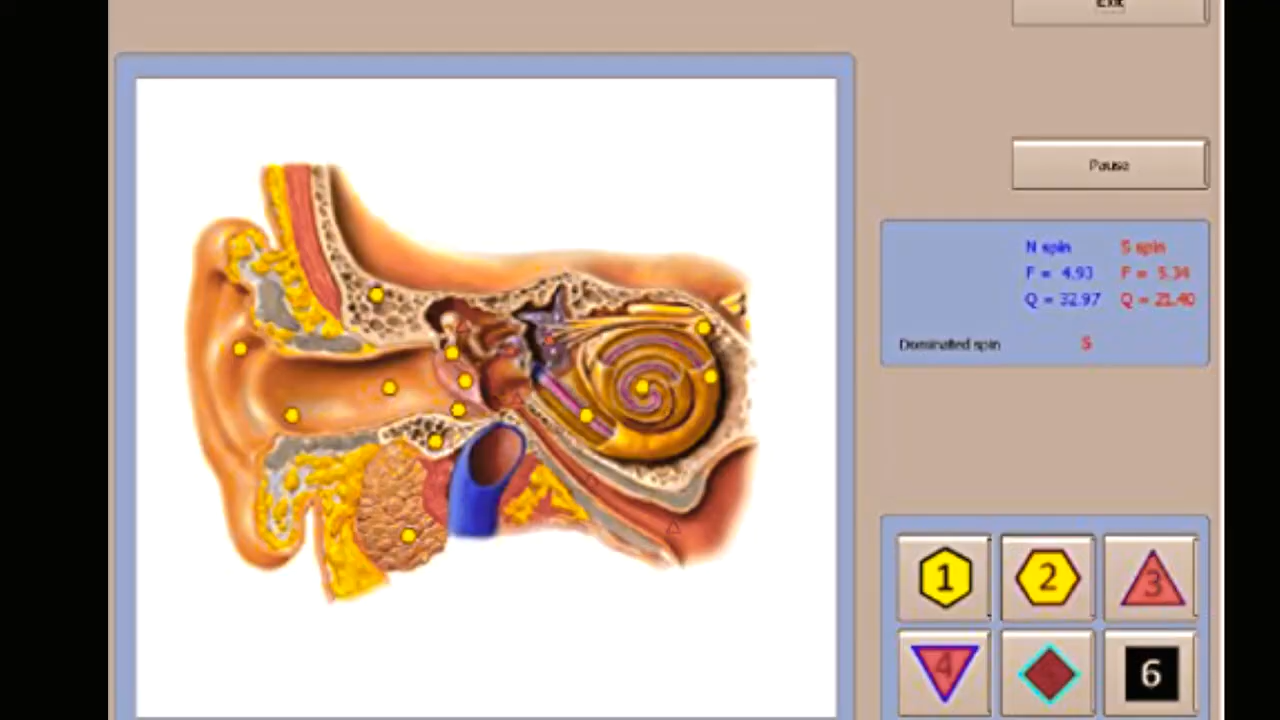 Exit
Pause
N spin S spin
F = 4.93 F = 5.34
Q = 32.97 Q = 21.40
Dominated spin S
1 2 3
4 6